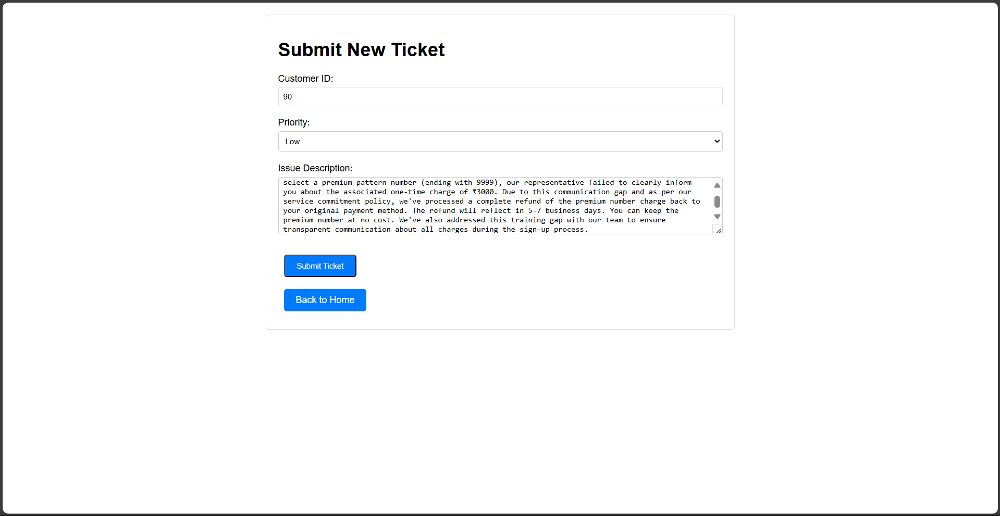 Submit New Ticket
Customer ID:
90
Priority:
Low
Issue Description:
select a premium pattern number (ending with 9999), our representative failed to clearly inform
you about the associated one-time charge of ₹3000. Due to this communication gap and as per our
service commitment policy, we've processed a complete refund of the premium number charge back to
your original payment method. The refund will reflect in 5-7 business days. You can keep the
premium number at no cost. We've also addressed this training gap with our team to ensure
transparent communication about all charges during the sign-up process.
Submit Ticket
Back to Home